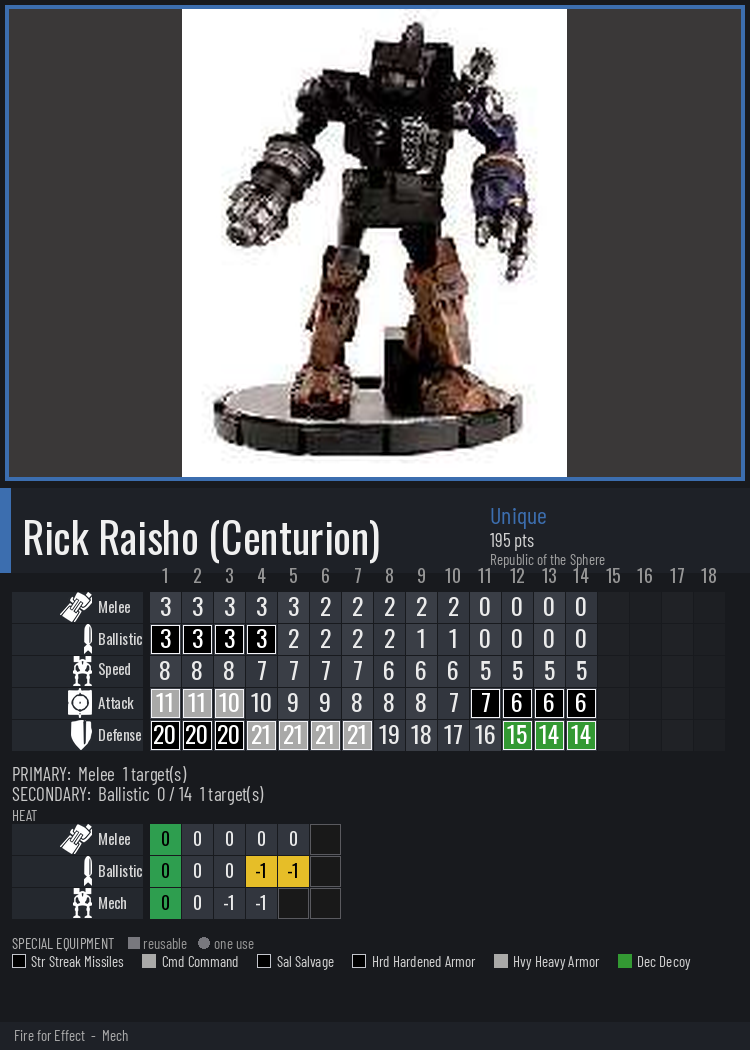 Rick Raisho (Centurion)
Unique
195 pts
Republic of the Sphere
1 2 3 4 5 6 7 8 9 10 11 12 13 14 15 16 17 18
Melee 3 3 3 3 3 2 2 2 2 2 0 0 0 0
Ballistic 3 3 3 3 2 2 2 2 1 1 0 0 0 0
Speed 8 8 8 7 7 7 7 6 6 6 5 5 5 5
Attack 11 11 10 10 9 9 8 8 8 7 7 6 6 6
Defense 20 20 20 21 21 21 21 19 18 17 16 15 14 14
PRIMARY: Melee 1 target(s)
SECONDARY: Ballistic 0 / 14 1 target(s)
HEAT
Melee 0 0 0 0 0
Ballistic 0 0 0 -1 -1
Mech 0 0 -1 -1
SPECIAL EQUIPMENT reusable one use
Str Streak Missiles Cmd Command Sal Salvage Hrd Hardened Armor Hvy Heavy Armor Dec Decoy
Fire for Effect - Mech